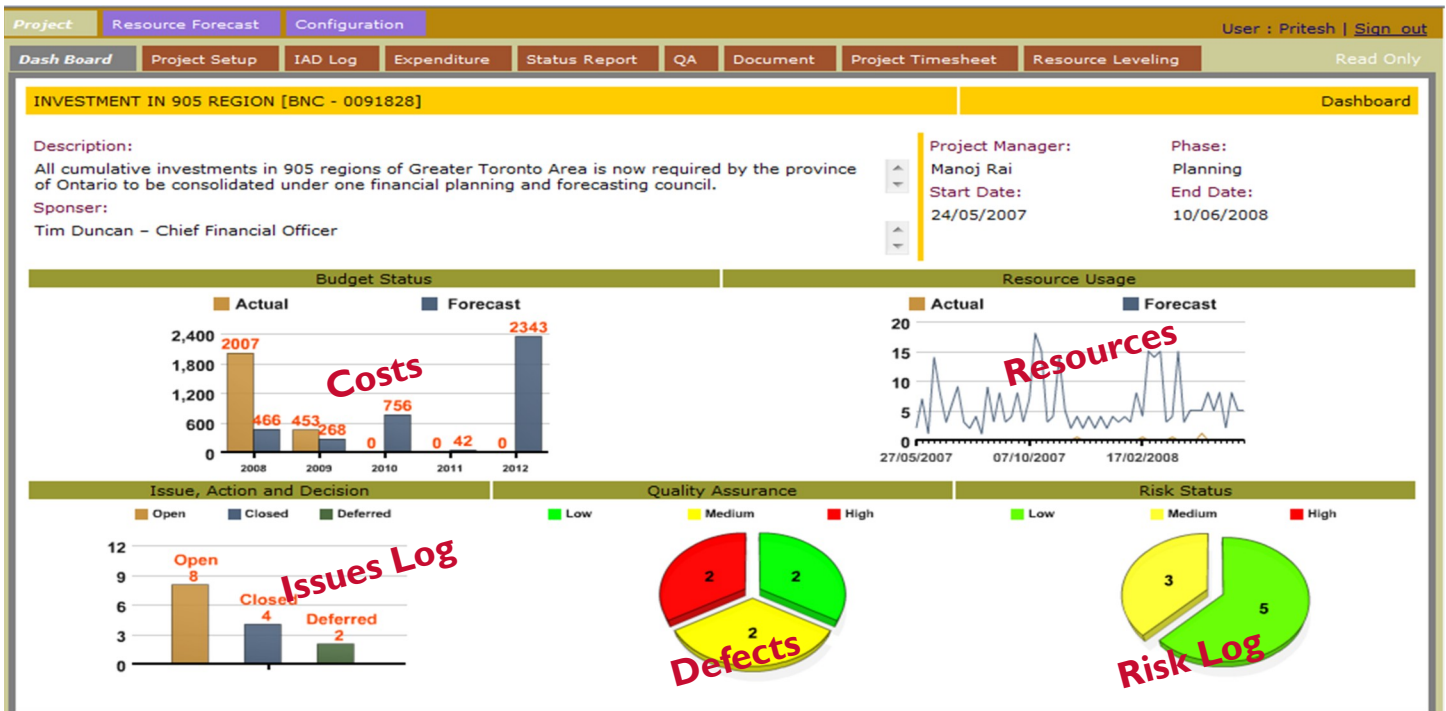 Project Resource Forecast Configuration
User : Pritesh | Sign out
Dash Board Project Setup IAD Log Expenditure Status Report QA Document Project Timesheet Resource Leveling Read Only
INVESTMENT IN 905 REGION [BNC - 0091828] Dashboard
Description:
All cumulative investments in 905 regions of Greater Toronto Area is now required by the province
of Ontario to be consolidated under one financial planning and forecasting council.
Sponser:
Tim Duncan – Chief Financial Officer
Project Manager: Phase:
Manoj Rai Planning
Start Date: End Date:
24/05/2007 10/06/2008
Budget Status
Actual Forecast
2,400
1,800
1,200
600
0
2007 466 453 268 0 756 0 42 0 2343
2008 2009 2010 2011 2012
Costs
Resource Usage
Actual Forecast
20
15
10
5
0
27/05/2007 07/10/2007 17/02/2008
Resources
Issue, Action and Decision
Open Closed Deferred
12
9
6
3
0
Open
8
Closed
4
Deferred
2
Issues Log
Quality Assurance
Low Medium High
2 2
2
Defects
Risk Status
Low Medium High
3
5
Risk Log